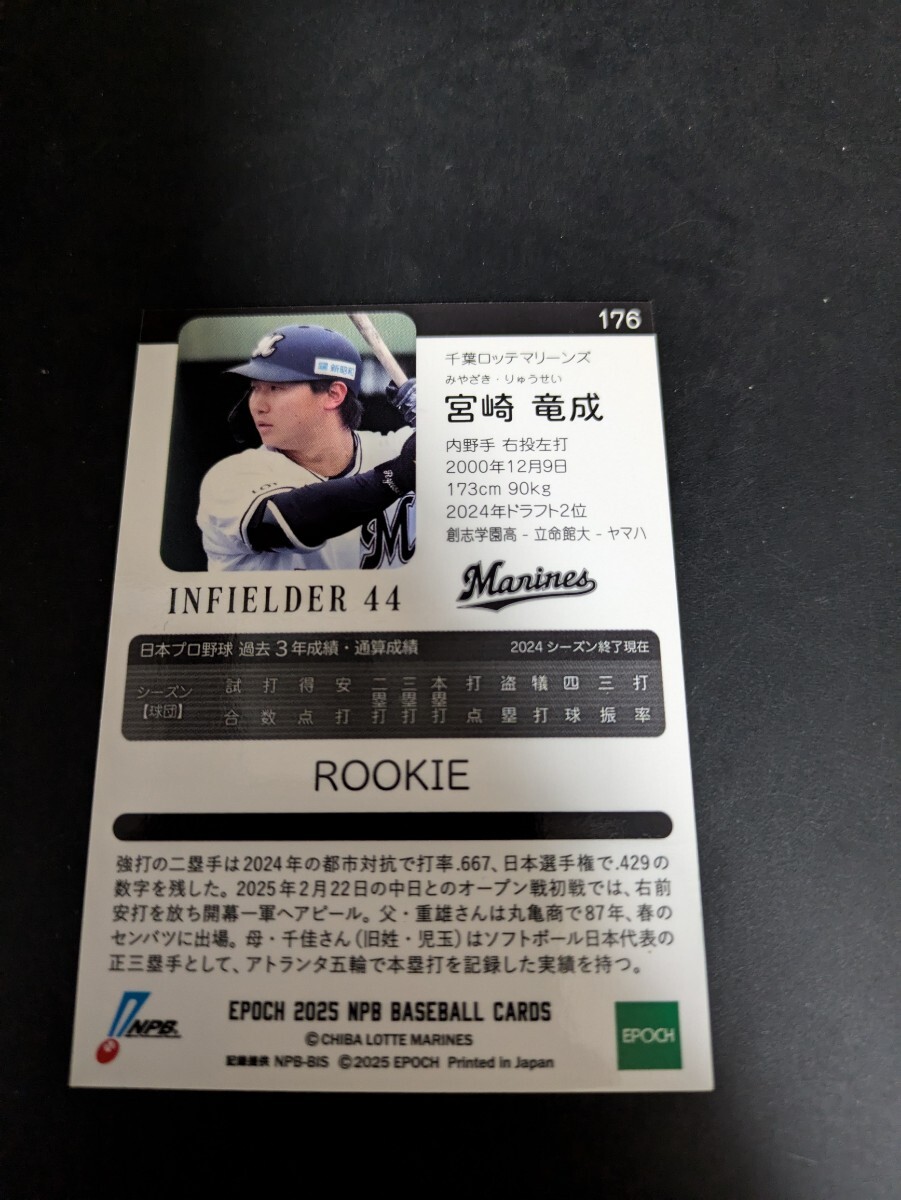 176
千葉ロッテマリーンズ
みやざき・りゅうせい
宮崎 竜成
内野手 右投左打
2000年12月9日
173cm 90kg
2024年ドラフト2位
創志学園高 - 立命館大 - ヤマハ
新昭和
M
INFIELDER 44
Marines
日本プロ野球 過去3年成績・通算成績
2024シーズン終了現在
シーズン【球団】 試合 打数 得点 安打 二塁打 三塁打 本塁打 打点 盗塁 犠打 四球 三振 打率
ROOKIE
強打の二塁手は2024年の都市対抗で打率.667、日本選手権で.429の
数字を残した。2025年2月22日の中日とのオープン戦初戦では、右前
安打を放ち開幕一軍へアピール。父・重雄さんは丸亀商で87年、春の
センバツに出場。母・千佳さん(旧姓・児玉)はソフトボール日本代表の
正三塁手として、アトランタ五輪で本塁打を記録した実績を持つ。
NPB
EPOCH 2025 NPB BASEBALL CARDS
©CHIBA LOTTE MARINES
記録提供 NPB-BIS ©2025 EPOCH Printed in Japan
EPOCH